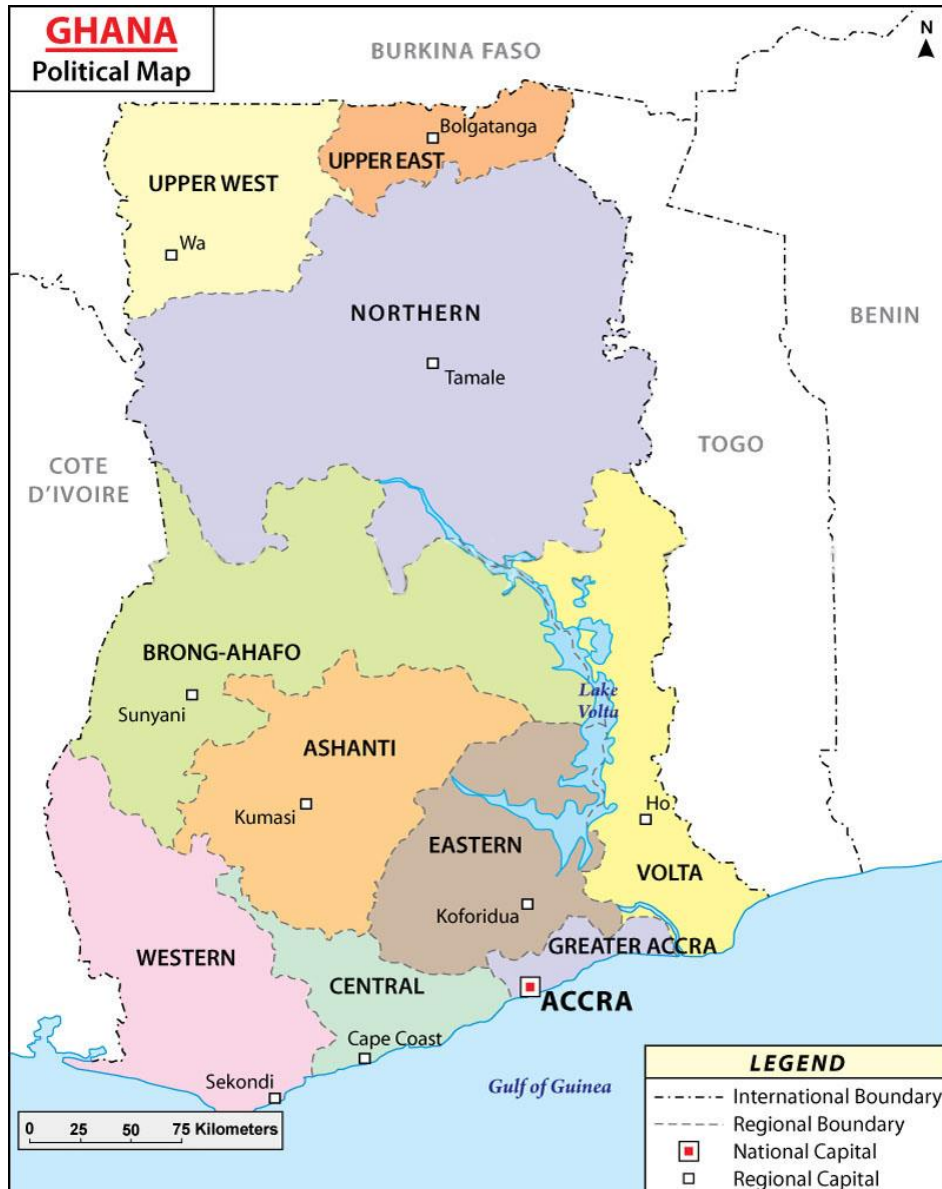 GHANA
Political Map
N
BURKINA FASO
Bolgatanga
UPPER EAST
UPPER WEST
Wa
NORTHERN
BENIN
Tamale
TOGO
COTE
D'IVOIRE
BRONG-AHAFO
Sunyani
Lake
Volta
ASHANTI
Kumasi
Ho
EASTERN
VOLTA
Koforidua
GREATER ACCRA
WESTERN
CENTRAL
ACCRA
Cape Coast
Sekondi
Gulf of Guinea
0 25 50 75 Kilometers
LEGEND
International Boundary
Regional Boundary
National Capital
Regional Capital